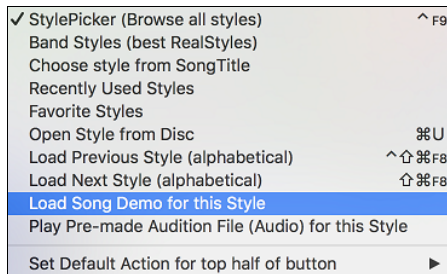 ✓ StylePicker (Browse all styles) ^ F9
Band Styles (best RealStyles)
Choose style from SongTitle
Recently Used Styles
Favorite Styles
Open Style from Disc ⌘U
Load Previous Style (alphabetical) ^⇧⌘F8
Load Next Style (alphabetical) ⇧⌘F8
Load Song Demo for this Style
Play Pre-made Audition File (Audio) for this Style
Set Default Action for top half of button ▶